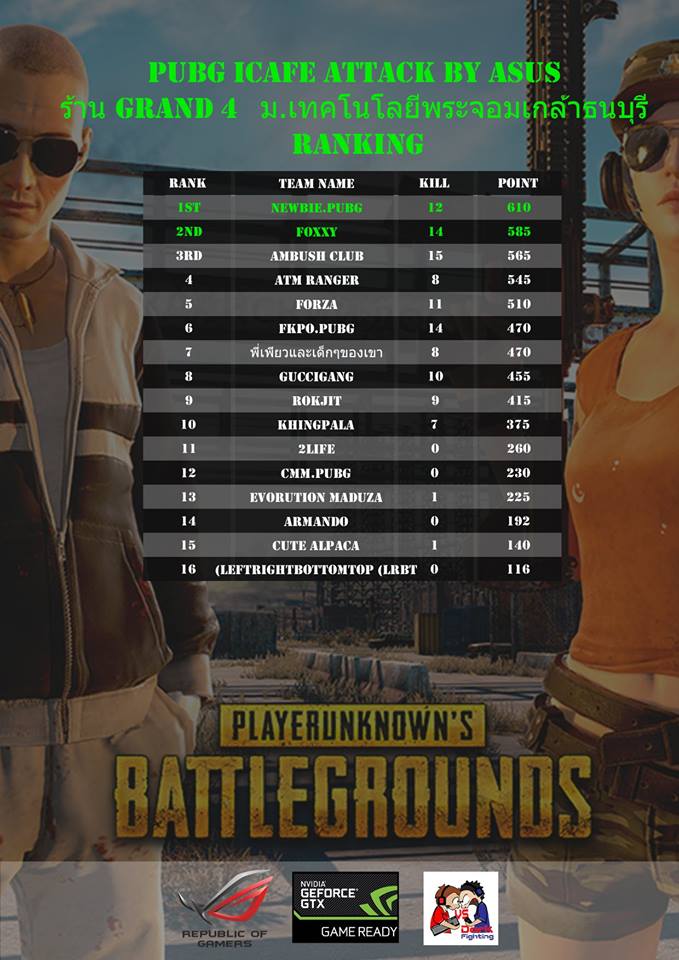 PUBG ICAFE ATTACK BY ASUS
ร้าน GRAND 4 ม.เทคโนโลยีพระจอมเกล้าธนบุรี
RANKING
RANK TEAM NAME KILL POINT
1ST NEWBIE.PUBG 12 610
2ND FOXXY 14 585
3RD AMBUSH CLUB 15 565
4 ATM RANGER 8 545
5 FORZA 11 510
6 FKPO.PUBG 14 470
7 พี่เพียวและเด็กๆของเขา 8 470
8 GUCCIGANG 10 455
9 ROKJIT 9 415
10 KHINGPALA 7 375
11 2LIFE 0 260
12 CMM.PUBG 0 230
13 EVORUTION MADUZA 1 225
14 ARMANDO 0 192
15 CUTE ALPACA 1 140
16 (LEFTRIGHTBOTTOMTOP (LRBT 0 116
PLAYERUNKNOWN'S
BATTLEGROUNDS
REPUBLIC OF
GAMERS
NVIDIA
GEFORCE
GTX
GAME READY
VS
Dark
Fighting